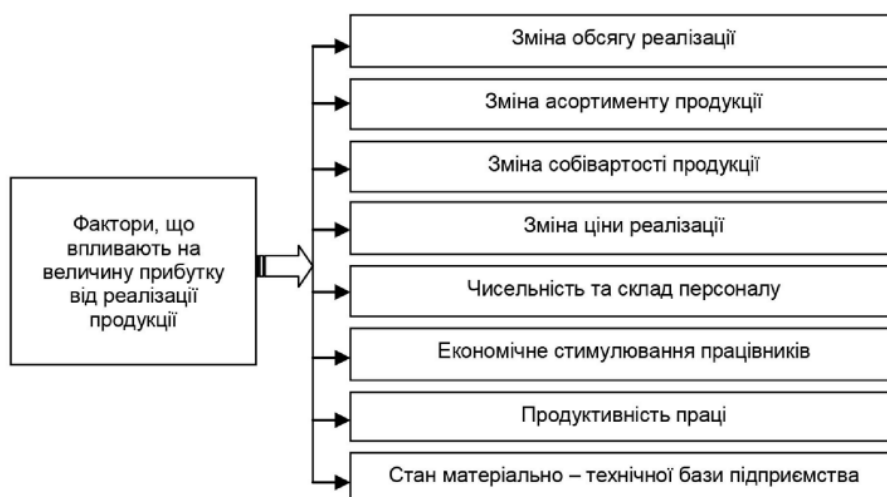 Фактори, що
впливають на
величину прибутку
від реалізації
продукції
Зміна обсягу реалізації
Зміна асортименту продукції
Зміна собівартості продукції
Зміна ціни реалізації
Чисельність та склад персоналу
Економічне стимулювання працівників
Продуктивність праці
Стан матеріально – технічної бази підприємства